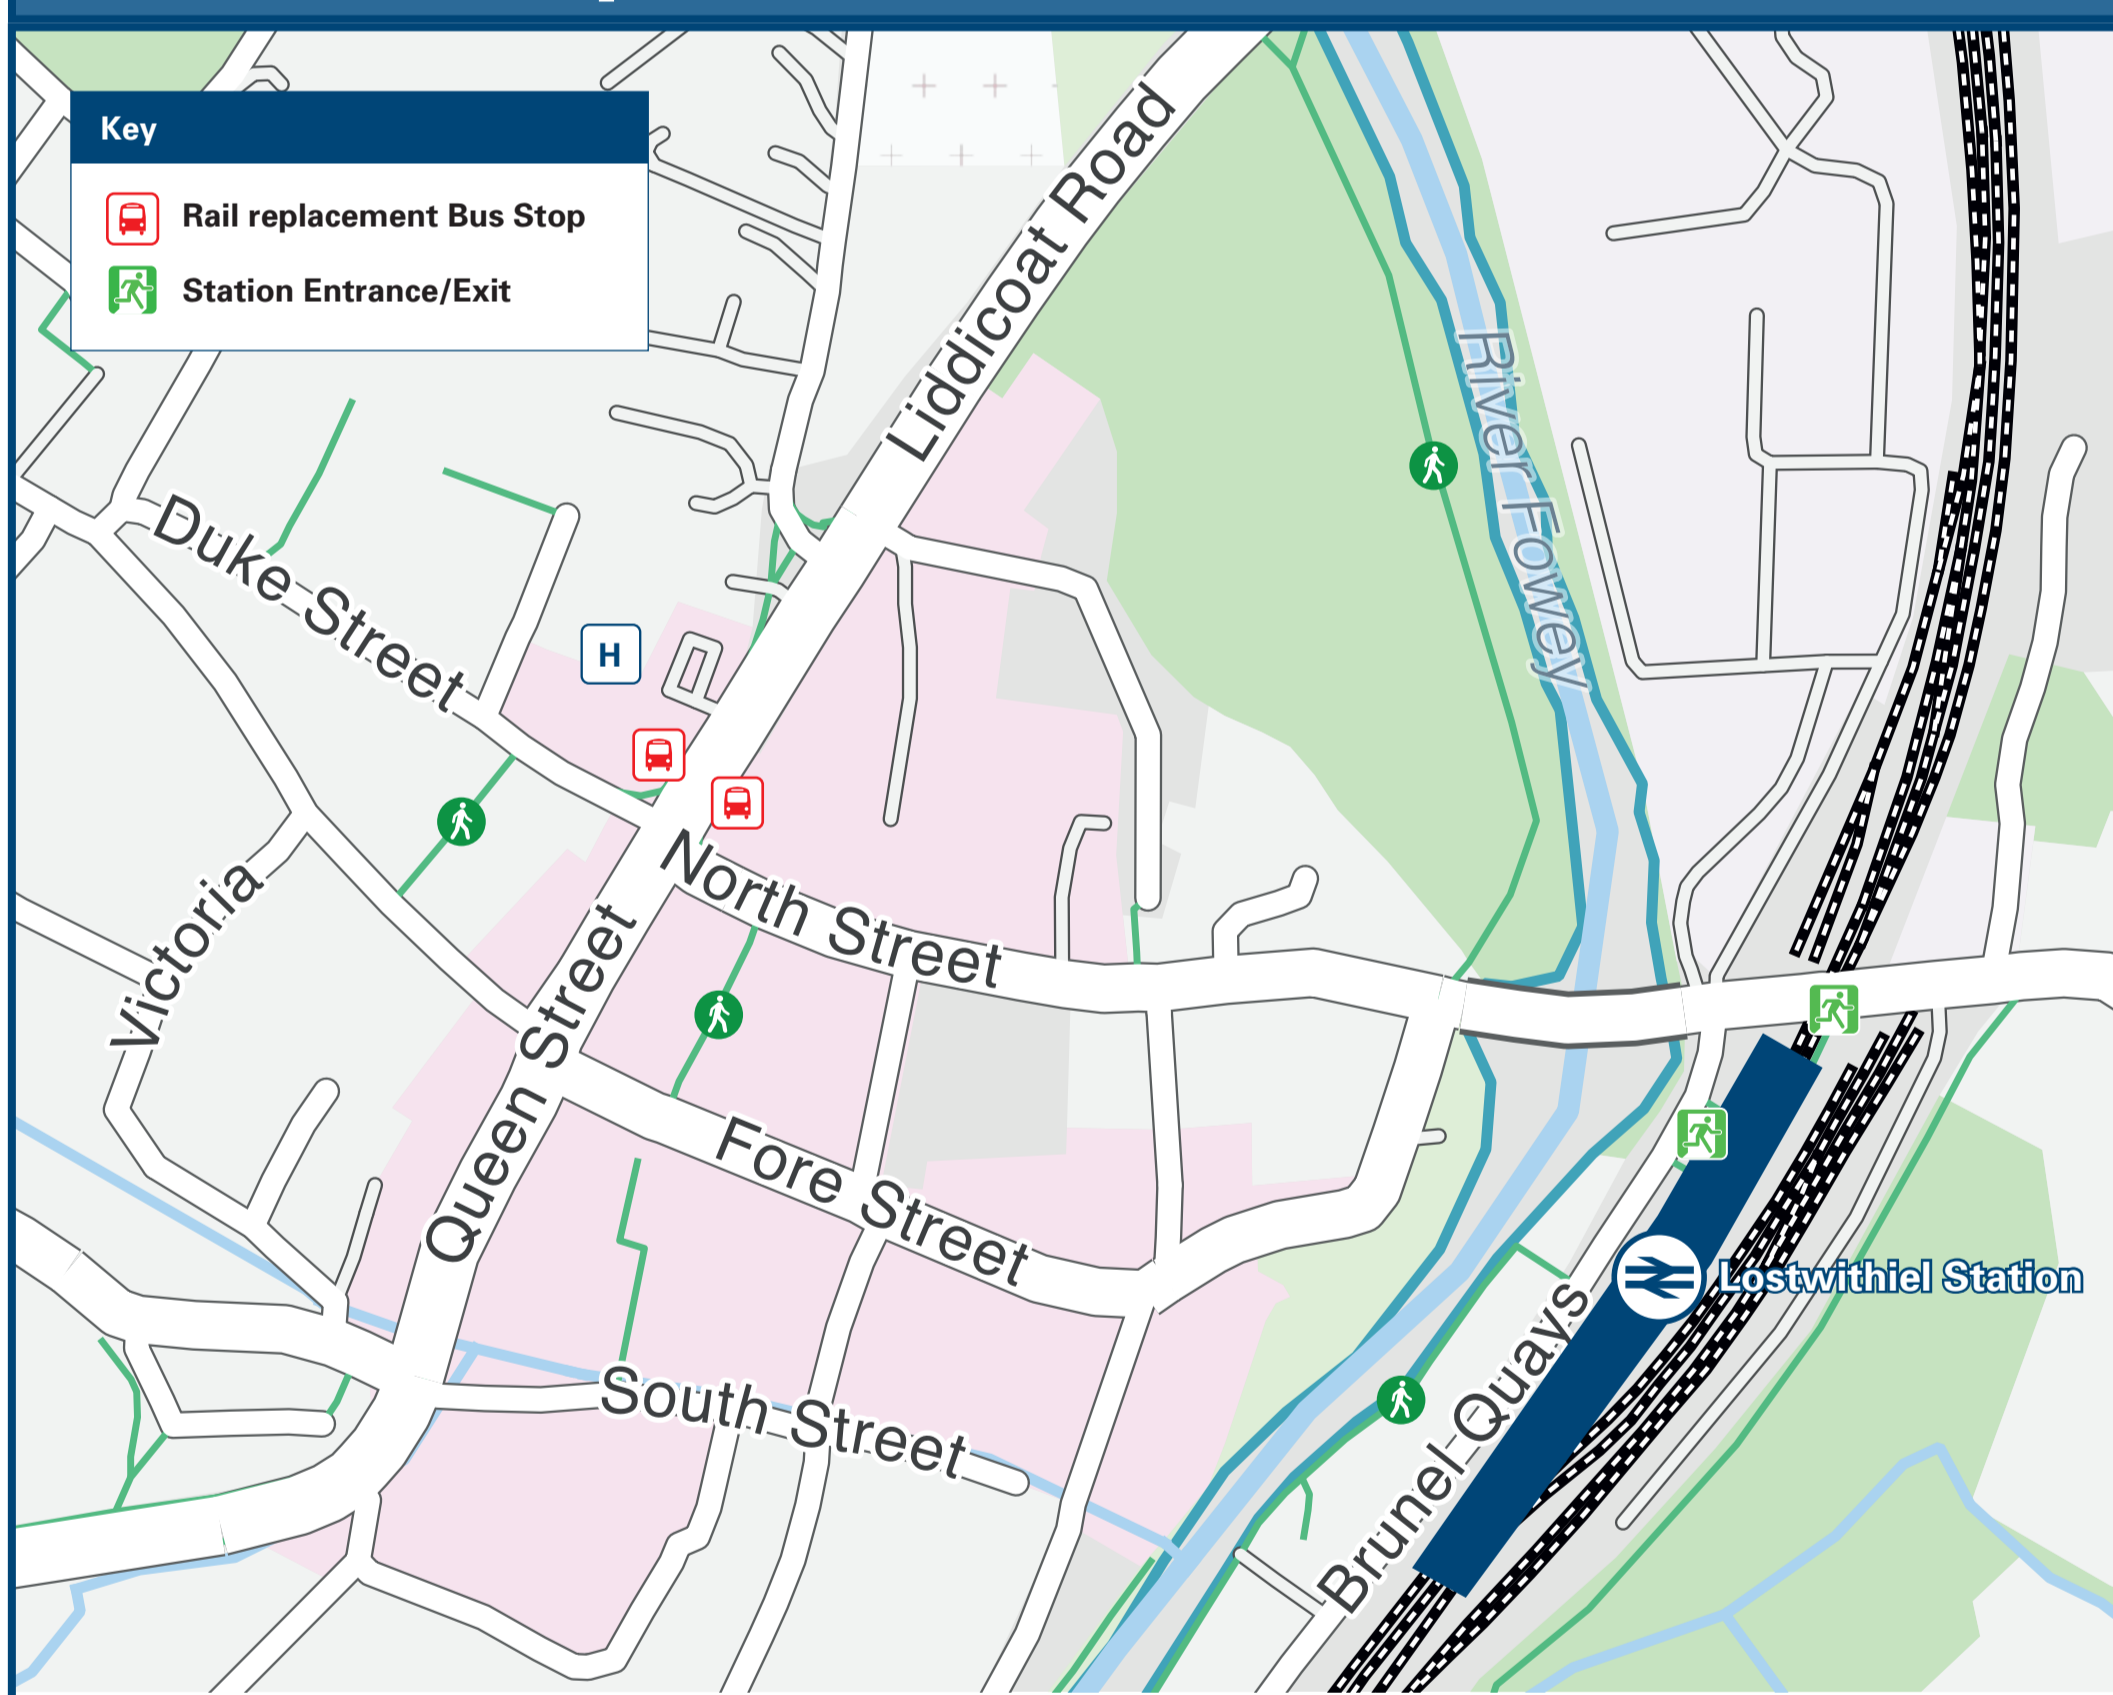 Key
Rail replacement Bus Stop
Station Entrance/Exit
Liddicoat Road
River Fowey
Duke Street
H
North Street
Victoria
Queen Street
Fore Street
Lostwithiel Station
South Street
Brunel Quays